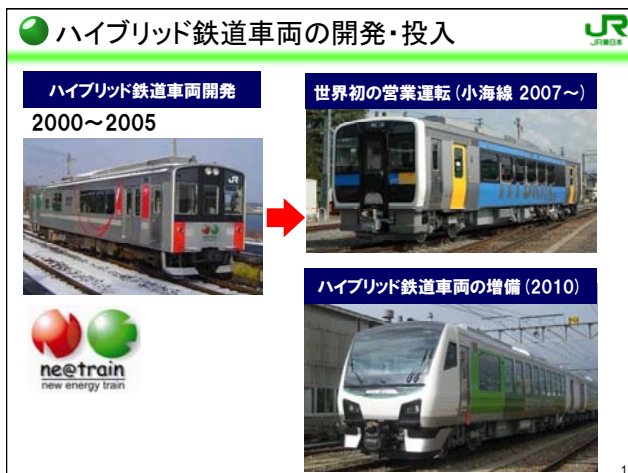 ハイブリッド鉄道車両の開発・投入
JR
JR東日本
ハイブリッド鉄道車両開発
2000～2005
JR
世界初の営業運転(小海線 2007～)
HYBRID
ne@train
new energy train
ハイブリッド鉄道車両の増備(2010)
1